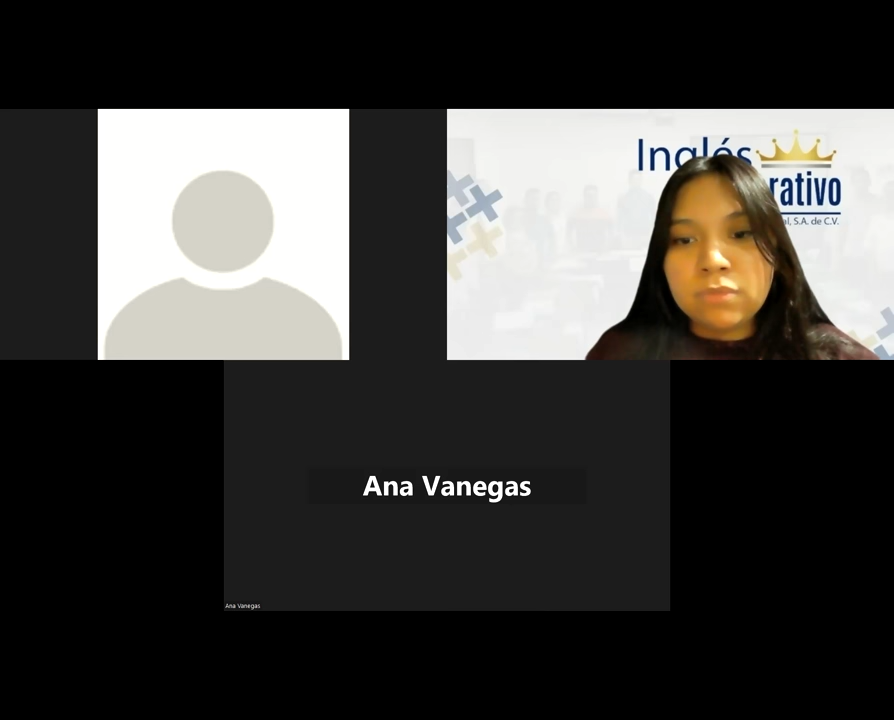 Inglés
rativo
al, S.A. de C.V.
Ana Vanegas
Ana Vanegas